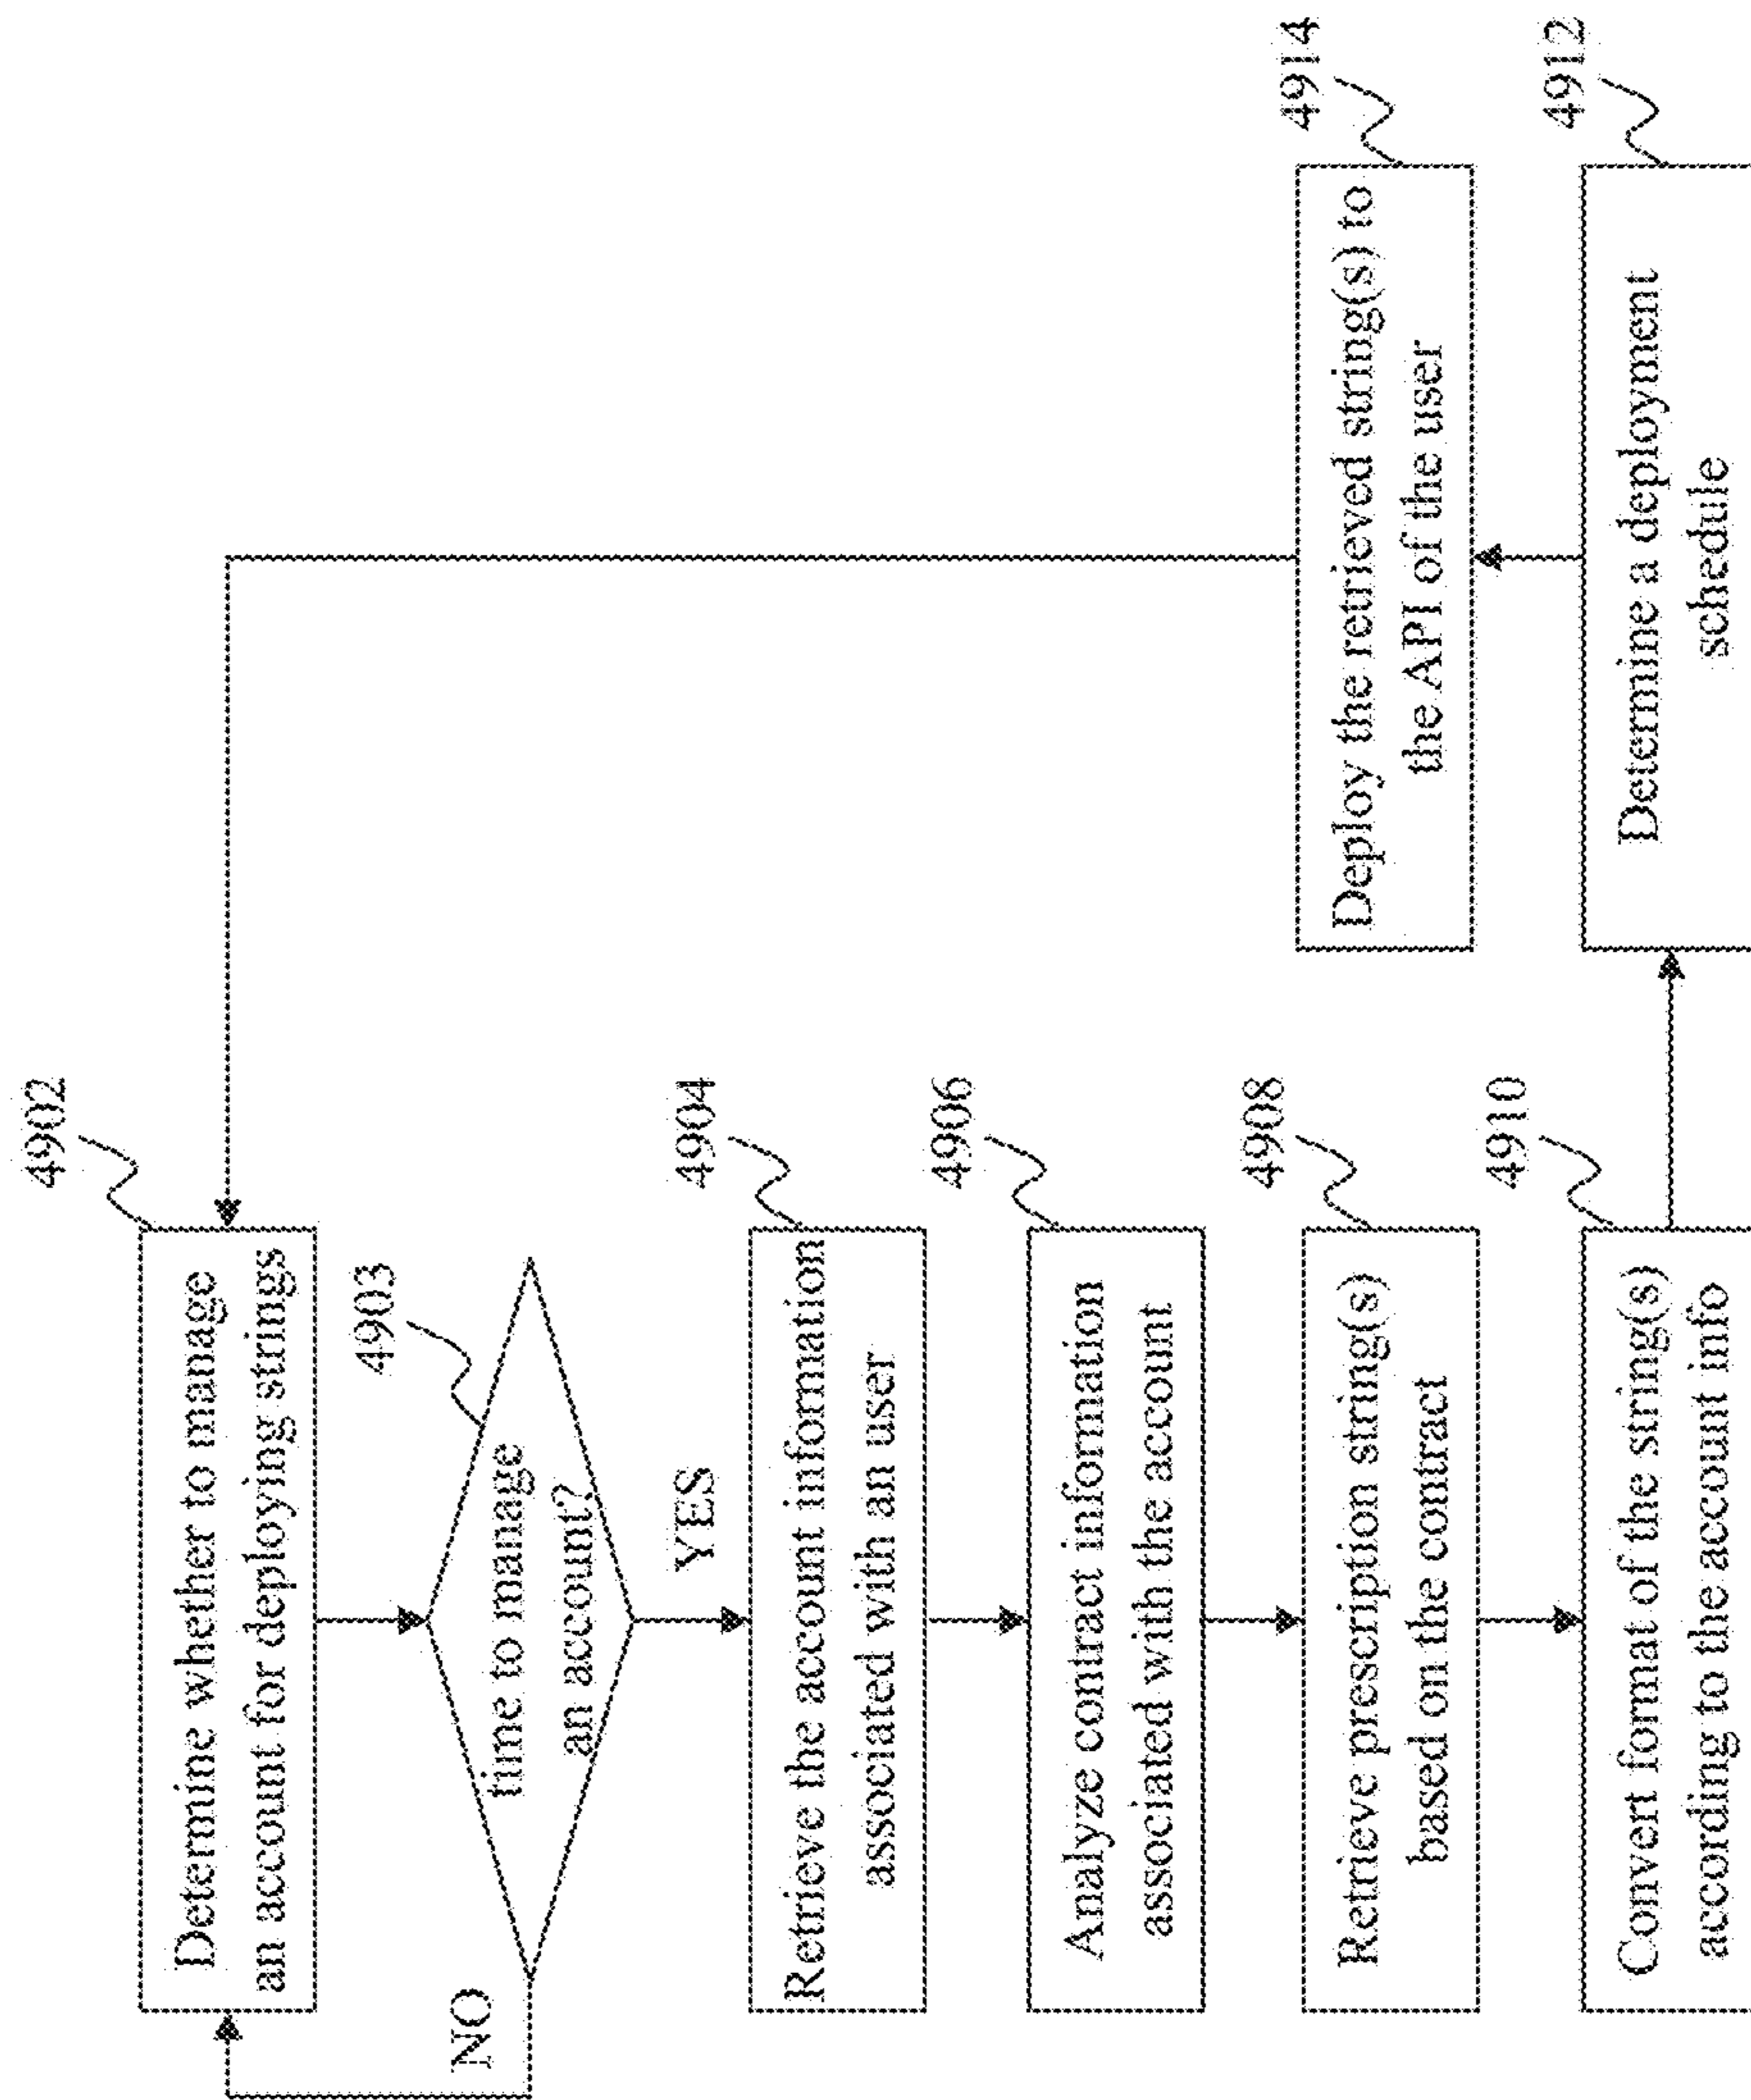 4902
Determine whether to manage
an account for deploying strings
4903
time to manage
an account?
NO
YES
4904
Retrieve the account information
associated with an user
4906
Analyze contract information
associated with the account
4908
Retrieve prescription string(s)
based on the contract
4910
Convert format of the string(s)
according to the account info
4914
Deploy the retrieved string(s) to
the API of the user
4912
Determine a deployment
schedule